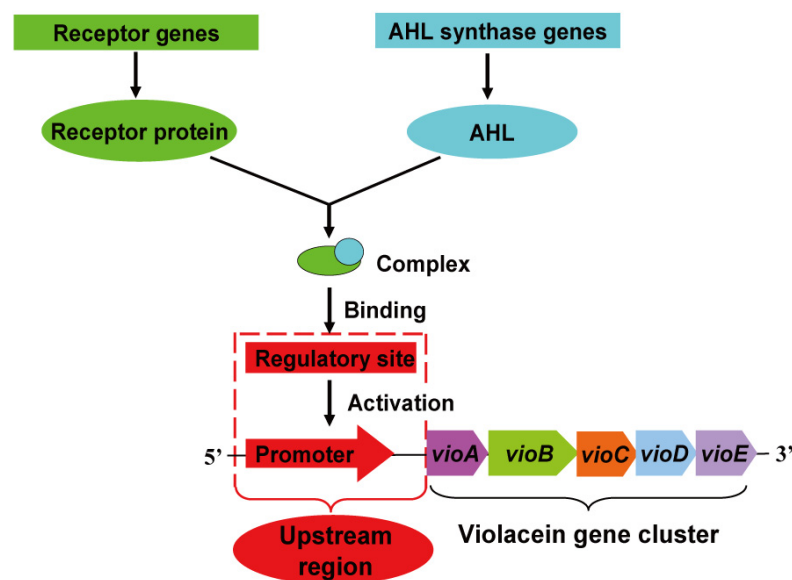 Receptor genes
AHL synthase genes
Receptor protein
AHL
Complex
Binding
Regulatory site
Activation
5’
Promoter
vioA
vioB
vioC
vioD
vioE
3’
Upstream
region
Violacein gene cluster